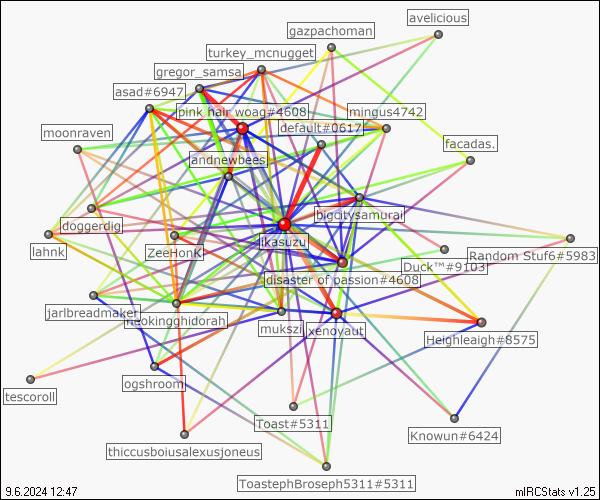 avelicious
gazpachoman
turkey_mcnugget
gregor_samsa
asad#6947
pink hair woag#4608
mingus4742
default#0617
moonraven
facadas.
andnewbees
bigcitysamurai
doggerdig
ikasuzu
lahnk
ZeeHonK
Random Stuf6#5983
Duck™#9103
disaster of passion#4608
jarlbreadmaker
neokingghidorah
mukszi
xenoyaut
Heighleaigh#8575
ogshroom
tescoroll
Toast#5311
Knowun#6424
thiccusboiusalexusjoneus
ToastephBroseph5311#5311
9.6.2024 12:47
mIRCStats v1.25